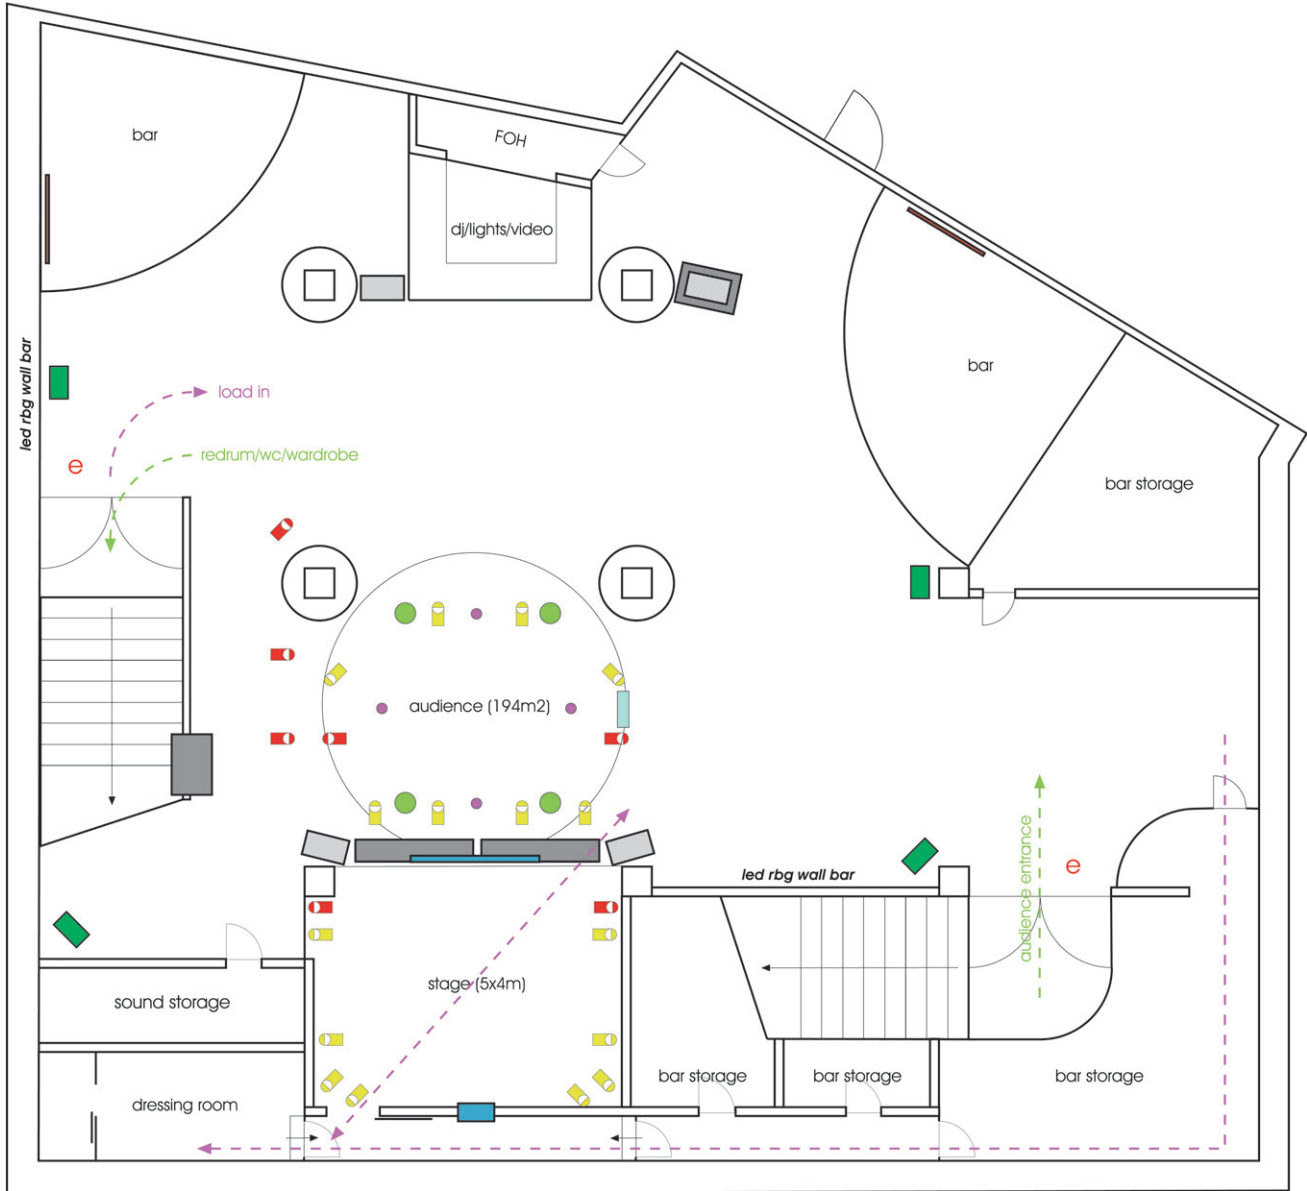 bar
FOH
dj/lights/video
led rbg wall bar
load in
redrum/wc/wardrobe
e
bar
bar storage
audience (194m2)
led rbg wall bar
audience entrance
e
stage (5x4m)
sound storage
dressing room
bar storage
bar storage
bar storage